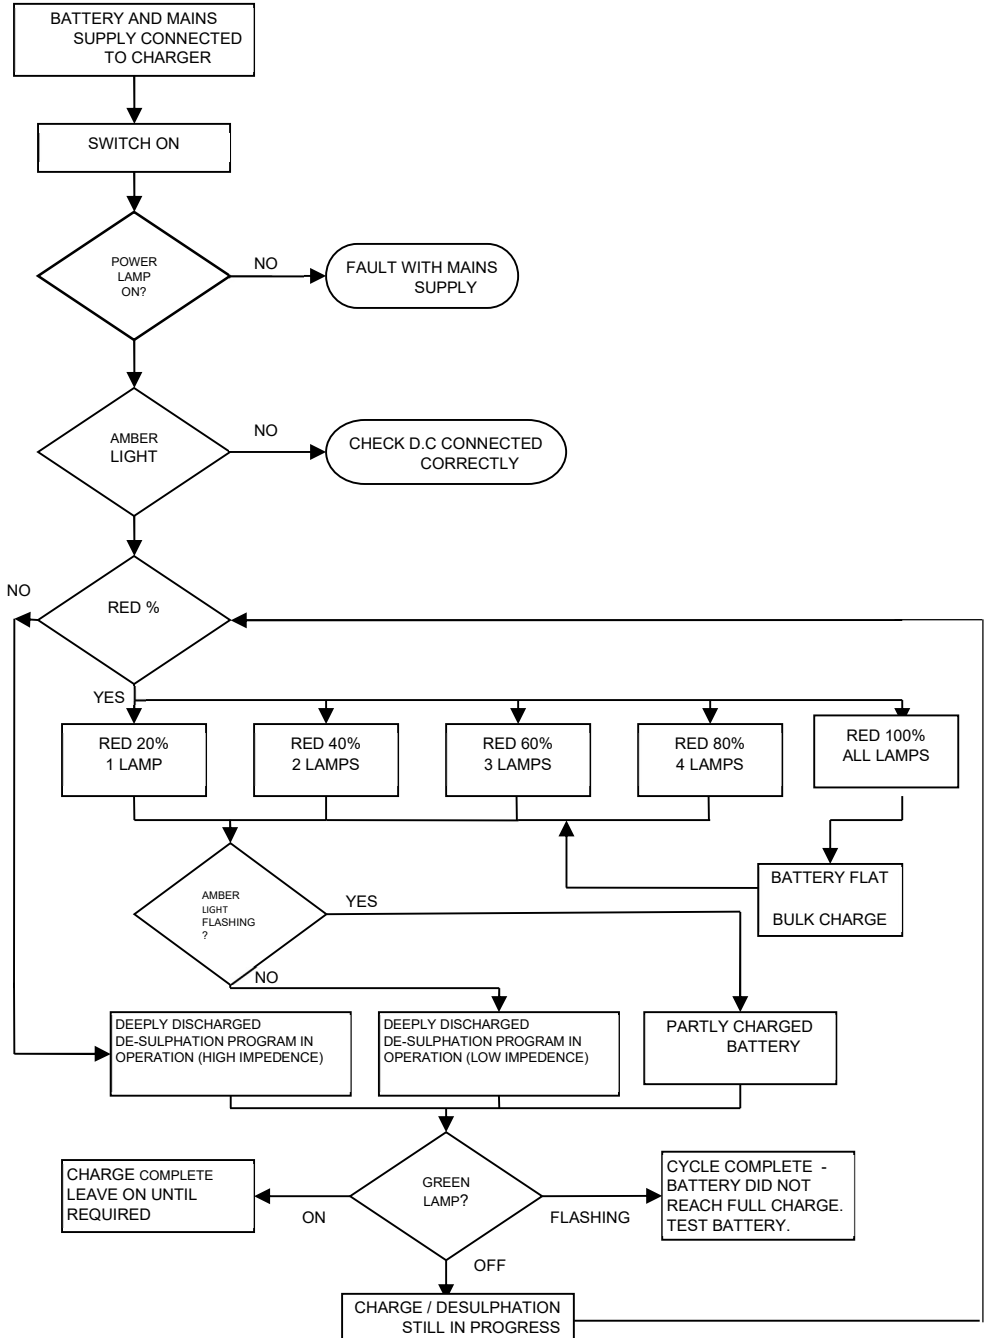 BATTERY AND MAINS
SUPPLY CONNECTED
TO CHARGER
SWITCH ON
POWER
LAMP
ON?
NO
FAULT WITH MAINS
SUPPLY
AMBER
LIGHT
NO
CHECK D.C CONNECTED
CORRECTLY
RED %
NO
YES
RED 20%
1 LAMP
RED 40%
2 LAMPS
RED 60%
3 LAMPS
RED 80%
4 LAMPS
RED 100%
ALL LAMPS
BATTERY FLAT
BULK CHARGE
AMBER
LIGHT
FLASHING
?
YES
NO
DEEPLY DISCHARGED
DE-SULPHATION PROGRAM IN
OPERATION (HIGH IMPEDENCE)
DEEPLY DISCHARGED
DE-SULPHATION PROGRAM IN
OPERATION (LOW IMPEDENCE)
PARTLY CHARGED
BATTERY
GREEN
LAMP?
ON
CHARGE COMPLETE
LEAVE ON UNTIL
REQUIRED
FLASHING
CYCLE COMPLETE -
BATTERY DID NOT
REACH FULL CHARGE.
TEST BATTERY.
OFF
CHARGE / DESULPHATION
STILL IN PROGRESS